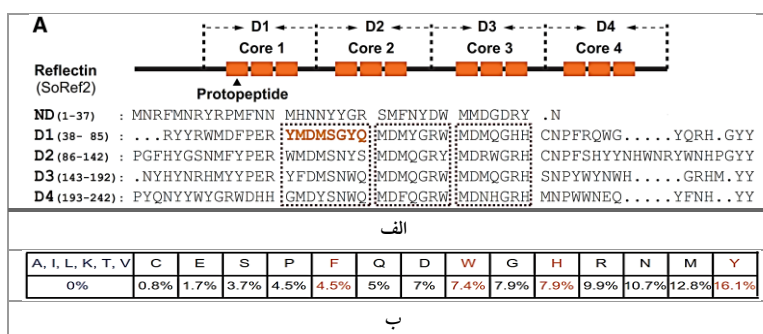 A
D1 D2 D3 D4
Core 1 Core 2 Core 3 Core 4
Reflectin
(SoRef2)
Protopeptide
ND(1-37) : MNRFMNRYRPMFNN MHNNYYGR SMFNYDW MMDGDRY .N
D1(38- 85) : ...RYYRWMDFPER YMDMSGYQ MDMYGRW MDMQGHH CNPFRQWG.....YQRH.GYY
D2(86-142) : PGFHYGSNMFYPER WMDMSNYS MDMQGRY MDRWGRH CNPFSHYYNHWNRYWNHPGYY
D3(143-192) : .NYHYNRHMYYPER YFDMSNWQ MDMQGRW MDMQGRH CNPYWYNWH.....GRHM.YY
D4(193-242) : PYQNYYWYGRWDHH GMDYSNWQ MDFQGRW MDNHGRH MNPWWNEQ.....YFNH..YY
الف
A, I, L, K, T, V C E S P F Q D W G H R N M Y
0% 0.8% 1.7% 3.7% 4.5% 4.5% 5% 7% 7.4% 7.9% 7.9% 9.9% 10.7% 12.8% 16.1%
ب